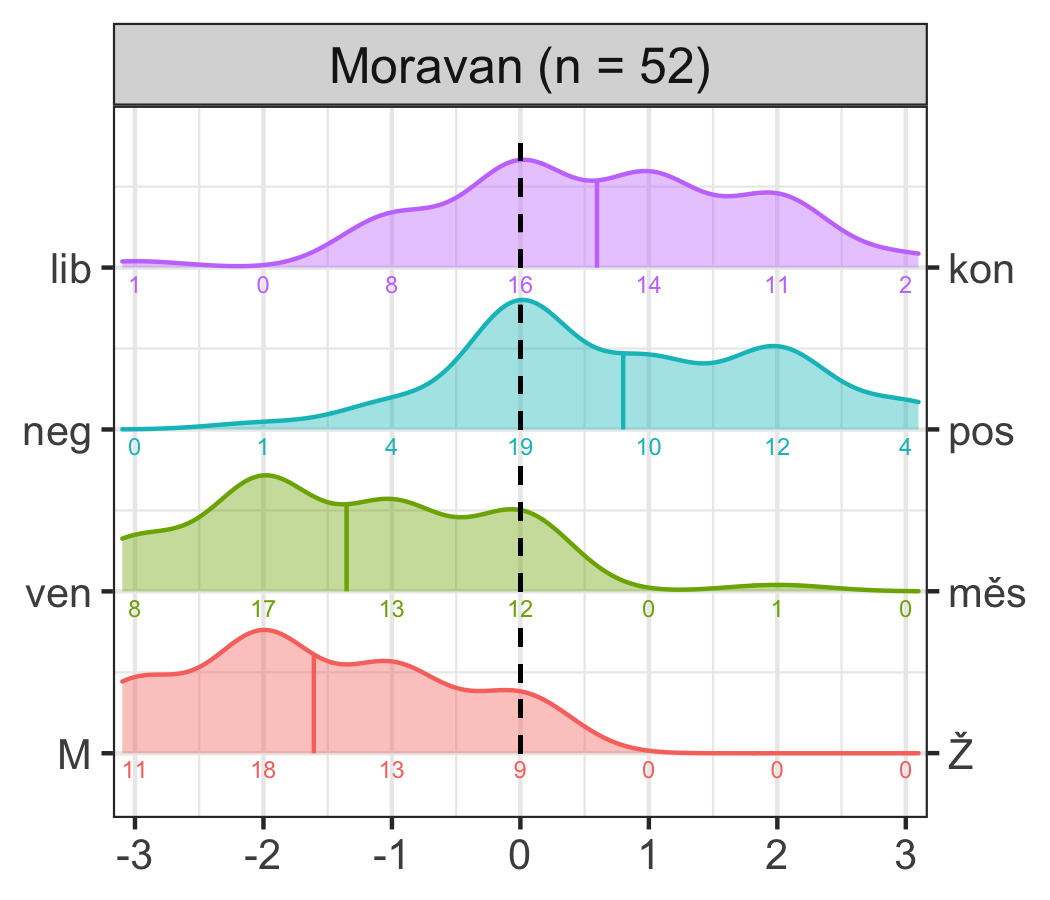 Moravan (n = 52)
lib kon
1 0 8 16 14 11 2
neg pos
0 1 4 19 10 12 4
ven měs
8 17 13 12 0 1 0
M Ž
11 18 13 9 0 0 0
-3 -2 -1 0 1 2 3